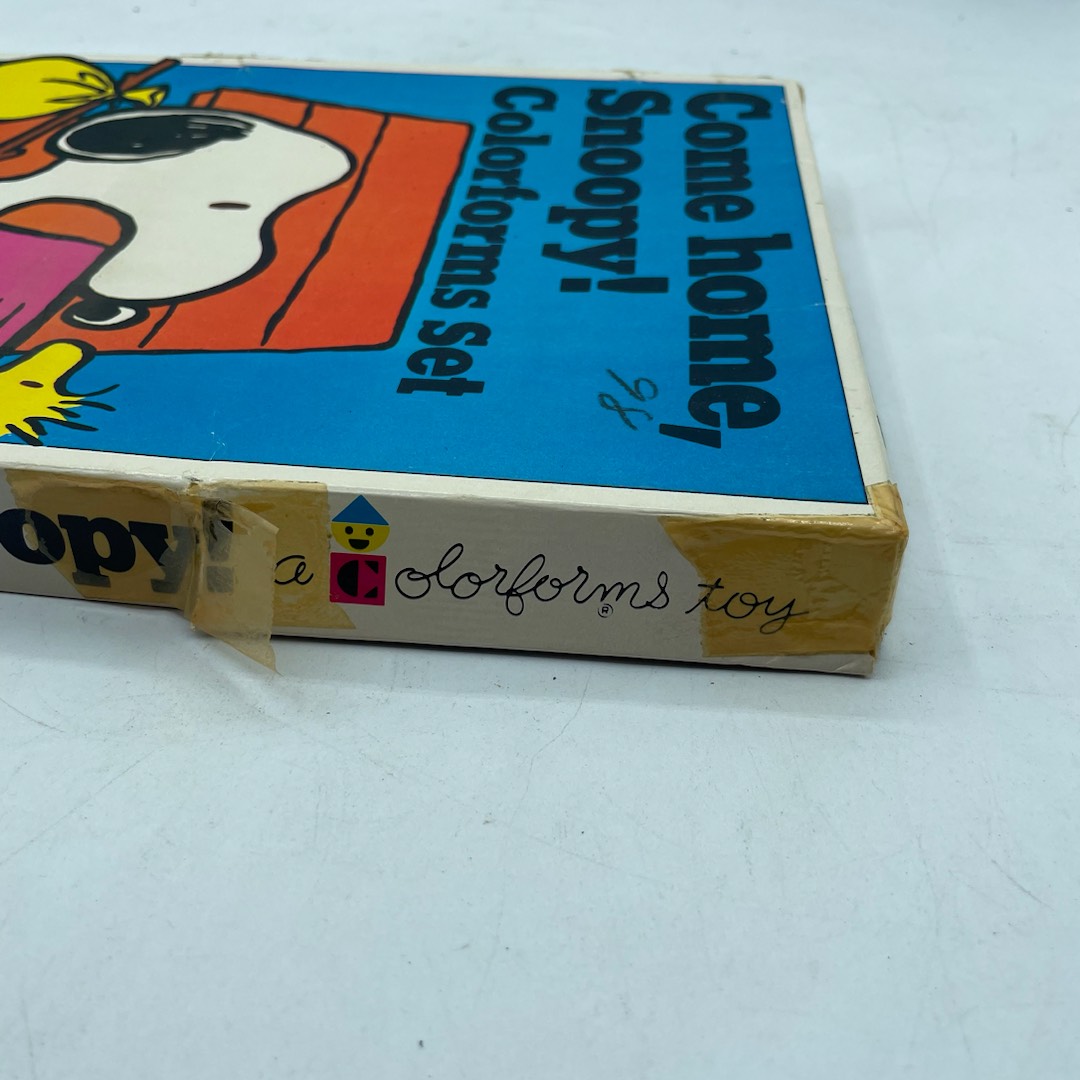 Come home,
Snoopy!
Colorforms Set
98
opy!
a Colorforms® toy